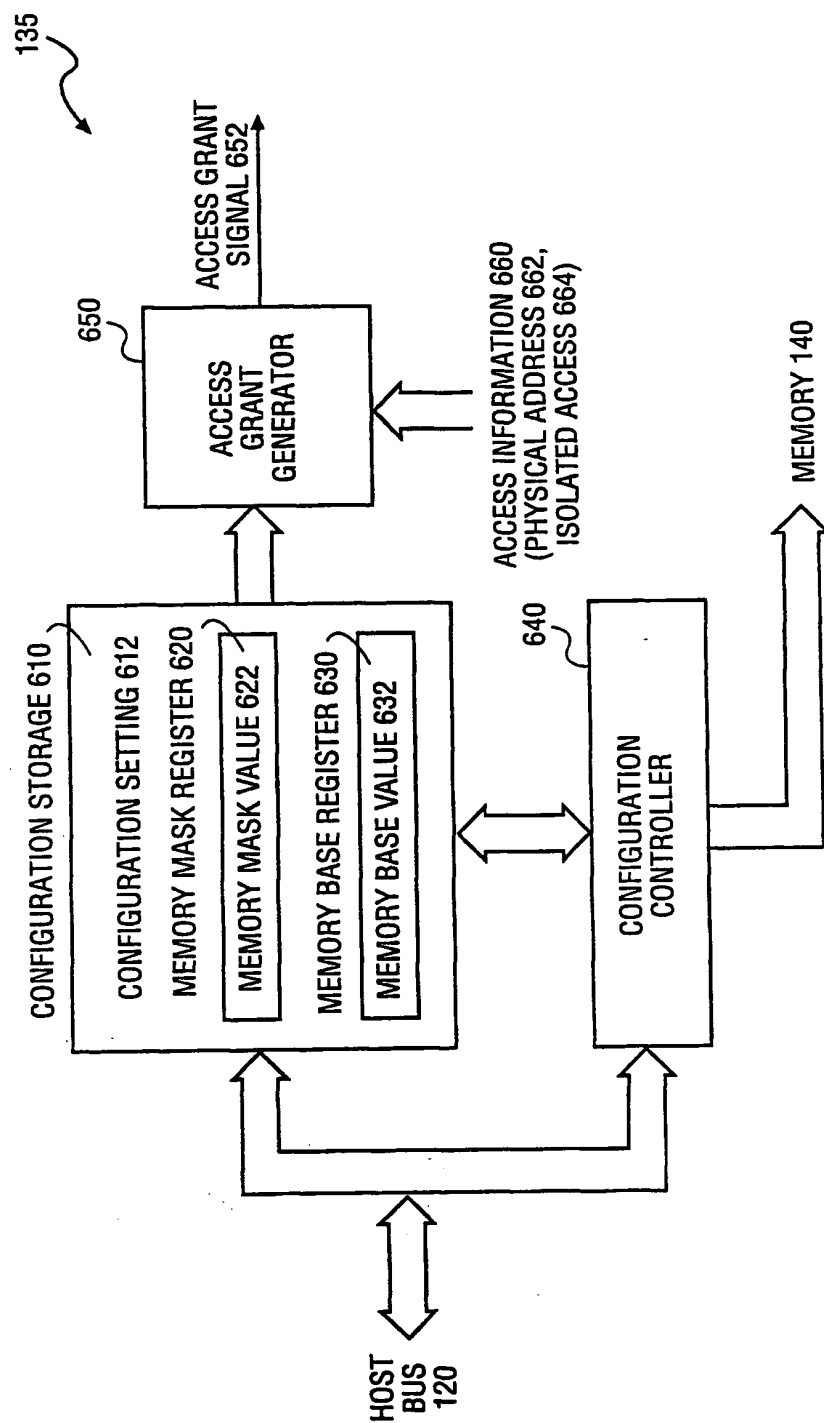 135
CONFIGURATION STORAGE 610
CONFIGURATION SETTING 612
MEMORY MASK REGISTER 620
MEMORY MASK VALUE 622
MEMORY BASE REGISTER 630
MEMORY BASE VALUE 632
650
ACCESS
GRANT
GENERATOR
ACCESS GRANT
SIGNAL 652
ACCESS INFORMATION 660
(PHYSICAL ADDRESS 662,
ISOLATED ACCESS 664)
HOST
BUS
120
640
CONFIGURATION
CONTROLLER
MEMORY 140